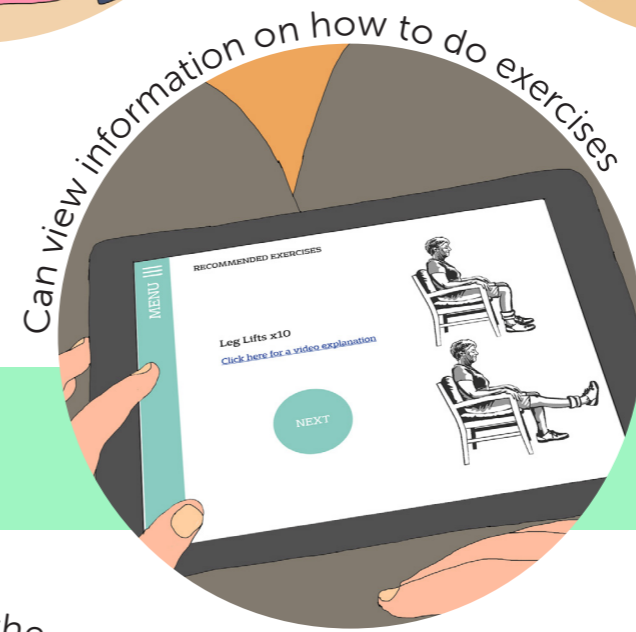 Can view information on how to do exercises
MENU
RECOMMENDED EXERCISES
Leg Lifts x10
Click here for a video explanation
NEXT